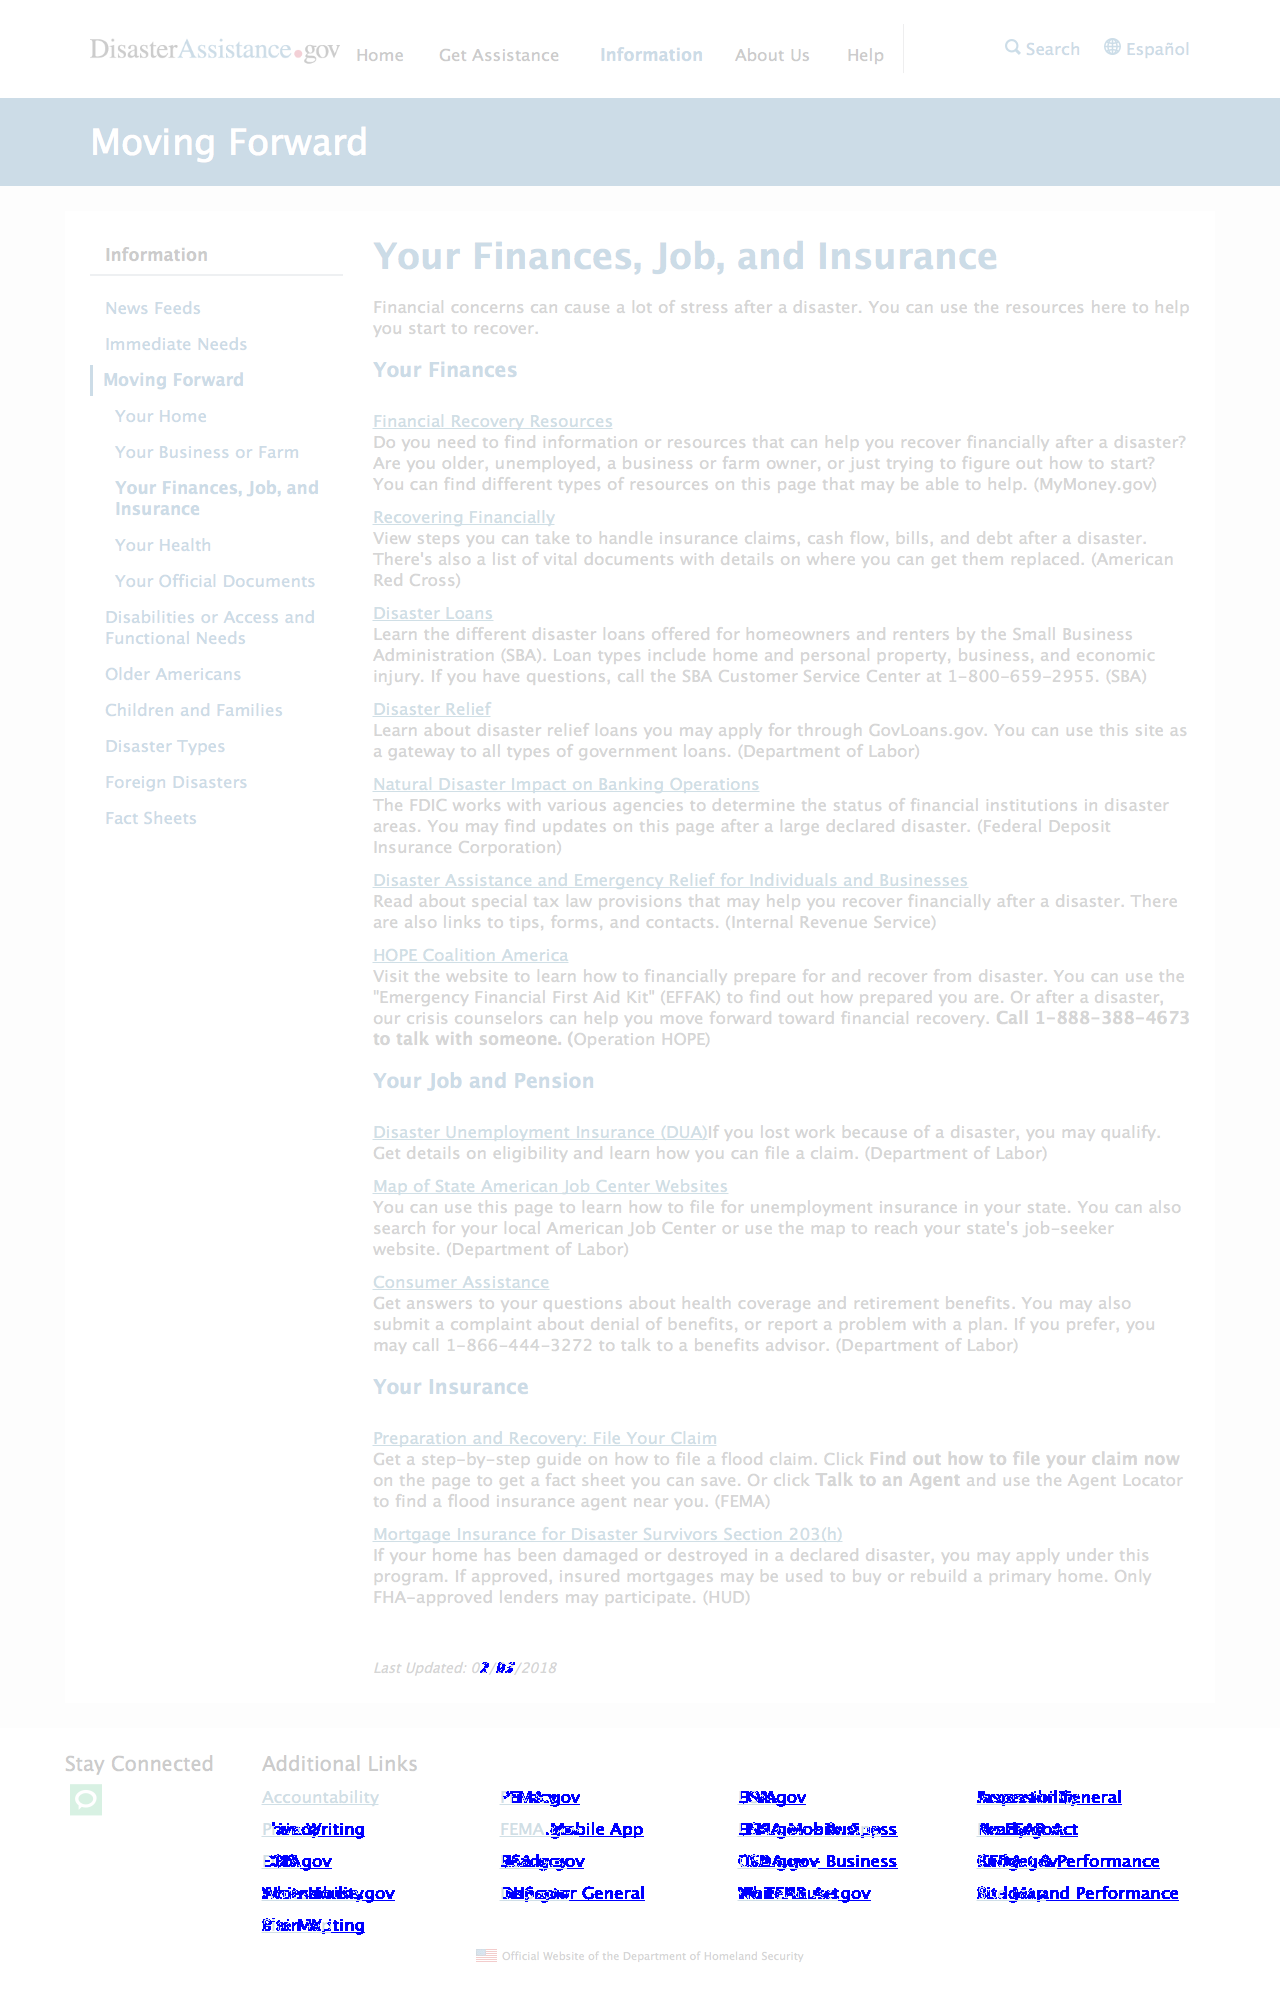 DisasterAssistance.gov Home Get Assistance Information About Us Help Search Español
Moving Forward
Information
News Feeds
Immediate Needs
Moving Forward
Your Home
Your Business or Farm
Your Finances, Job, and
Insurance
Your Health
Your Official Documents
Disabilities or Access and
Functional Needs
Older Americans
Children and Families
Disaster Types
Foreign Disasters
Fact Sheets
Your Finances, Job, and Insurance
Financial concerns can cause a lot of stress after a disaster. You can use the resources here to help
you start to recover.
Your Finances
Financial Recovery Resources
Do you need to find information or resources that can help you recover financially after a disaster?
Are you older, unemployed, a business or farm owner, or just trying to figure out how to start?
You can find different types of resources on this page that may be able to help. (MyMoney.gov)
Recovering Financially
View steps you can take to handle insurance claims, cash flow, bills, and debt after a disaster.
There's also a list of vital documents with details on where you can get them replaced. (American
Red Cross)
Disaster Loans
Learn the different disaster loans offered for homeowners and renters by the Small Business
Administration (SBA). Loan types include home and personal property, business, and economic
injury. If you have questions, call the SBA Customer Service Center at 1-800-659-2955. (SBA)
Disaster Relief
Learn about disaster relief loans you may apply for through GovLoans.gov. You can use this site as
a gateway to all types of government loans. (Department of Labor)
Natural Disaster Impact on Banking Operations
The FDIC works with various agencies to determine the status of financial institutions in disaster
areas. You may find updates on this page after a large declared disaster. (Federal Deposit
Insurance Corporation)
Disaster Assistance and Emergency Relief for Individuals and Businesses
Read about special tax law provisions that may help you recover financially after a disaster. There
are also links to tips, forms, and contacts. (Internal Revenue Service)
HOPE Coalition America
Visit the website to learn how to financially prepare for and recover from disaster. You can use the
"Emergency Financial First Aid Kit" (EFFAK) to find out how prepared you are. Or after a disaster,
our crisis counselors can help you move forward toward financial recovery. Call 1-888-388-4673
to talk with someone. (Operation HOPE)
Your Job and Pension
Disaster Unemployment Insurance (DUA)If you lost work because of a disaster, you may qualify.
Get details on eligibility and learn how you can file a claim. (Department of Labor)
Map of State American Job Center Websites
You can use this page to learn how to file for unemployment insurance in your state. You can also
search for your local American Job Center or use the map to reach your state's job-seeker
website. (Department of Labor)
Consumer Assistance
Get answers to your questions about health coverage and retirement benefits. You may also
submit a complaint about denial of benefits, or report a problem with a plan. If you prefer, you
may call 1-866-444-3272 to talk to a benefits advisor. (Department of Labor)
Your Insurance
Preparation and Recovery: File Your Claim
Get a step-by-step guide on how to file a flood claim. Click Find out how to file your claim now
on the page to get a fact sheet you can save. Or click Talk to an Agent and use the Agent Locator
to find a flood insurance agent near you. (FEMA)
Mortgage Insurance for Disaster Survivors Section 203(h)
If your home has been damaged or destroyed in a declared disaster, you may apply under this
program. If approved, insured mortgages may be used to buy or rebuild a primary home. Only
FHA-approved lenders may participate. (HUD)
Last Updated: /2018
Stay Connected
Additional Links
Accountability
Writing
FEMA Mobile App
Business
Business
Performance
General
and Performance
Official Website of the Department of Homeland Security